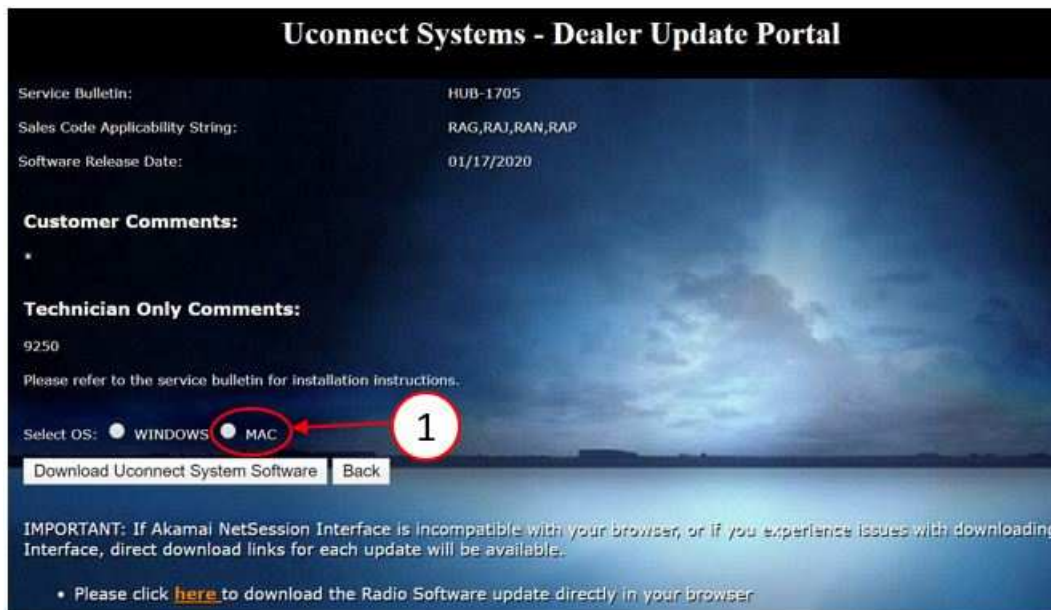 Uconnect Systems - Dealer Update Portal
Service Bulletin: HUB-1705
Sales Code Applicability String: RAG,RAJ,RAN,RAP
Software Release Date: 01/17/2020
Customer Comments:
*
Technician Only Comments:
9250
Please refer to the service bulletin for installation instructions.
Select OS: WINDOWS MAC
1
Download Uconnect System Software Back
IMPORTANT: If Akamai NetSession Interface is incompatible with your browser, or if you experience issues with downloading
Interface, direct download links for each update will be available.
• Please click here to download the Radio Software update directly in your browser